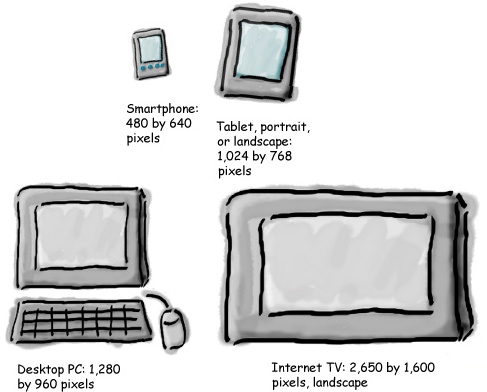 Smartphone:
480 by 640
pixels
Tablet, portrait,
or landscape:
1,024 by 768
pixels
Desktop PC: 1,280
by 960 pixels
Internet TV: 2,650 by 1,600
pixels, landscape